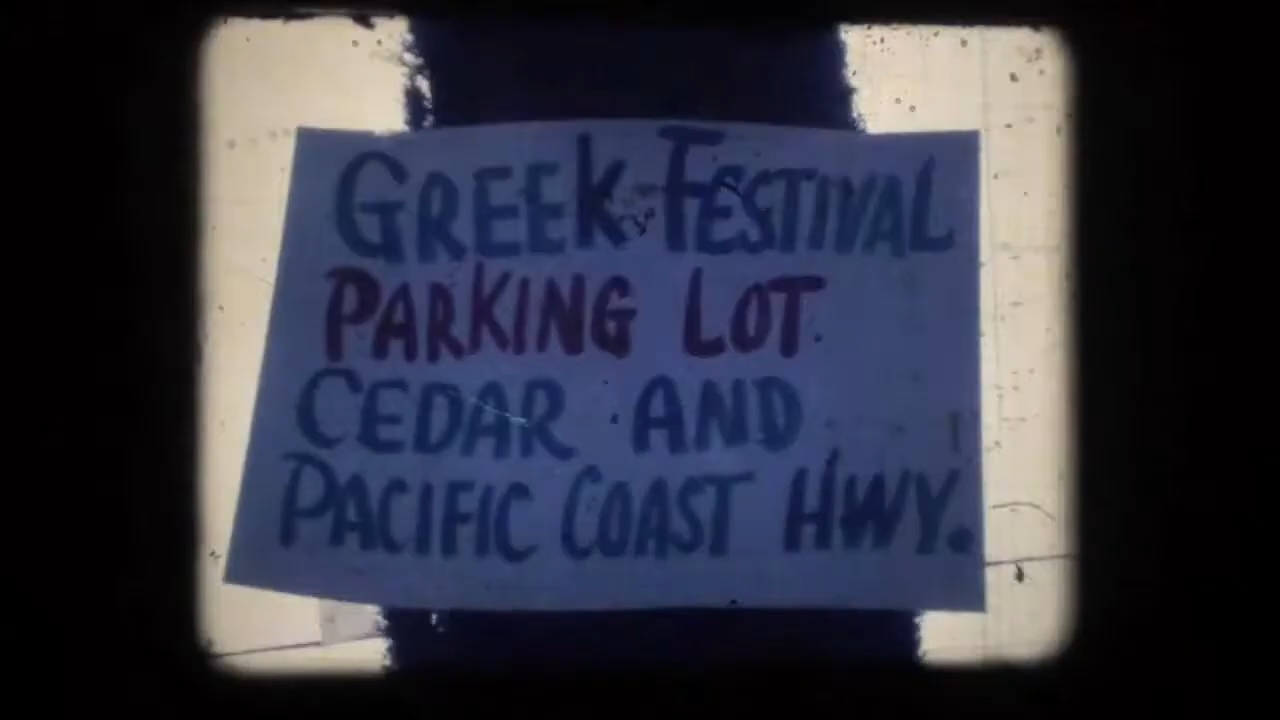 GREEK FESTIVAL
PARKING LOT
CEDAR AND
PACIFIC COAST HWY.